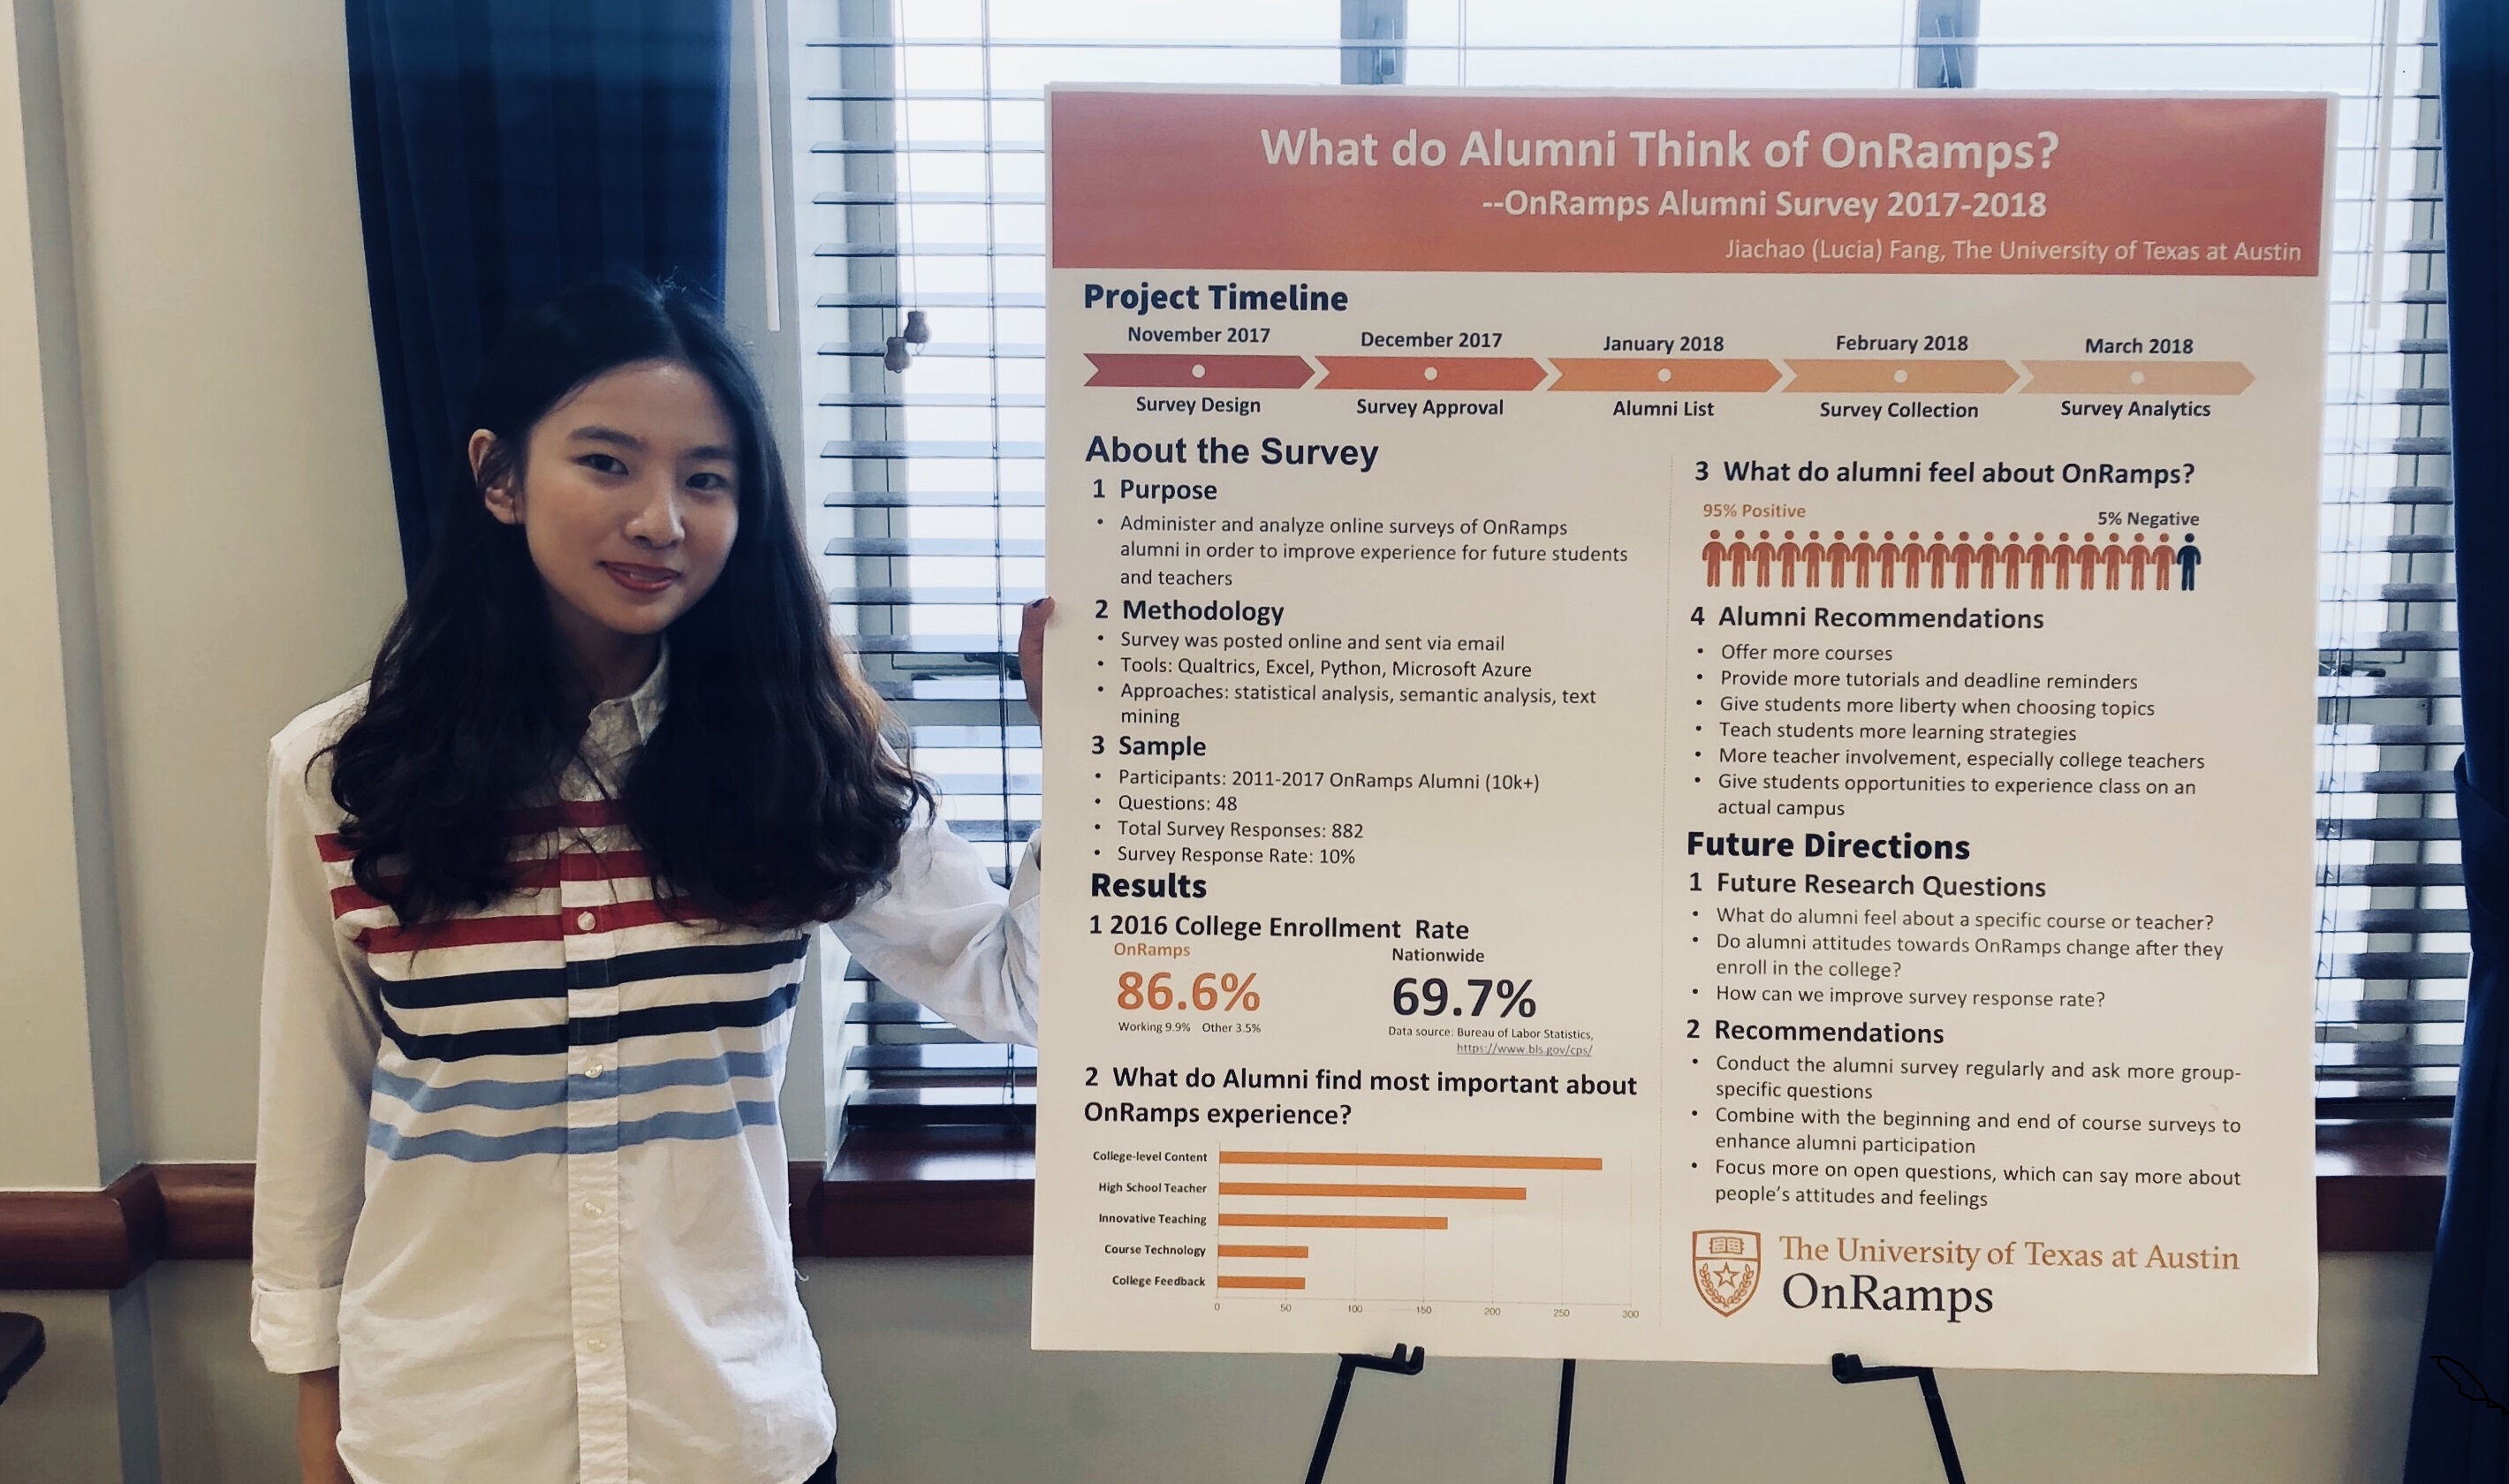 What do Alumni Think of OnRamps?
--OnRamps Alumni Survey 2017-2018
Jiachao (Lucia) Fang, The University of Texas at Austin
Project Timeline
November 2017
December 2017
January 2018
February 2018
March 2018
Survey Design
Survey Approval
Alumni List
Survey Collection
Survey Analytics
About the Survey
1 Purpose
• Administer and analyze online surveys of OnRamps
alumni in order to improve experience for future students
and teachers
2 Methodology
• Survey was posted online and sent via email
• Tools: Qualtrics, Excel, Python, Microsoft Azure
• Approaches: statistical analysis, semantic analysis, text
mining
3 Sample
• Participants: 2011-2017 OnRamps Alumni (10k+)
• Questions: 48
• Total Survey Responses: 882
• Survey Response Rate: 10%
Results
1 2016 College Enrollment Rate
OnRamps
Nationwide
86.6%
69.7%
Working 9.9% Other 3.5%
Data source: Bureau of Labor Statistics,
https://www.bls.gov/cps/
2 What do Alumni find most important about
OnRamps experience?
College-level Content
High School Teacher
Innovative Teaching
Course Technology
College Feedback
0 50 100 150 200 250 300
3 What do alumni feel about OnRamps?
95% Positive
5% Negative
4 Alumni Recommendations
• Offer more courses
• Provide more tutorials and deadline reminders
• Give students more liberty when choosing topics
• Teach students more learning strategies
• More teacher involvement, especially college teachers
• Give students opportunities to experience class on an
actual campus
Future Directions
1 Future Research Questions
• What do alumni feel about a specific course or teacher?
• Do alumni attitudes towards OnRamps change after they
enroll in the college?
• How can we improve survey response rate?
2 Recommendations
• Conduct the alumni survey regularly and ask more group-
specific questions
• Combine with the beginning and end of course surveys to
enhance alumni participation
• Focus more on open questions, which can say more about
people's attitudes and feelings
The University of Texas at Austin
OnRamps